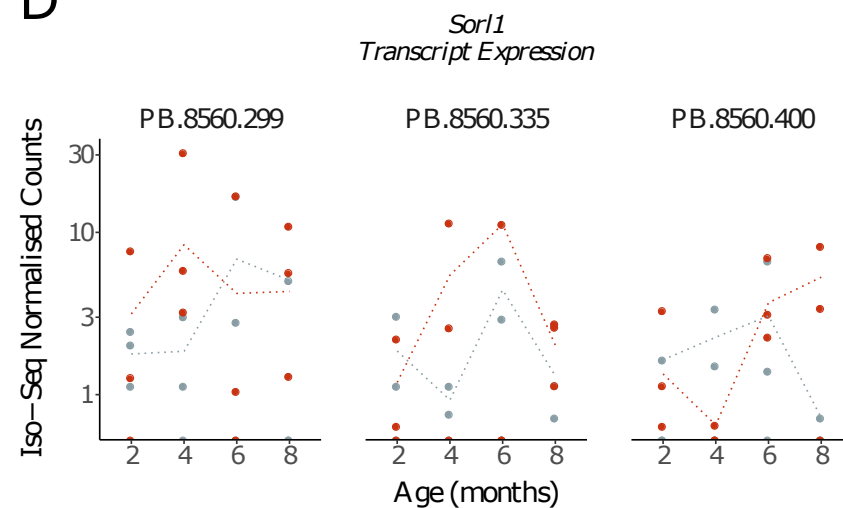 D
Sorl1
Transcript Expression
PB.8560.299 PB.8560.335 PB.8560.400
Iso-Seq Normalised Counts
30
10
3
1
2 4 6 8 2 4 6 8 2 4 6 8
Age (months)